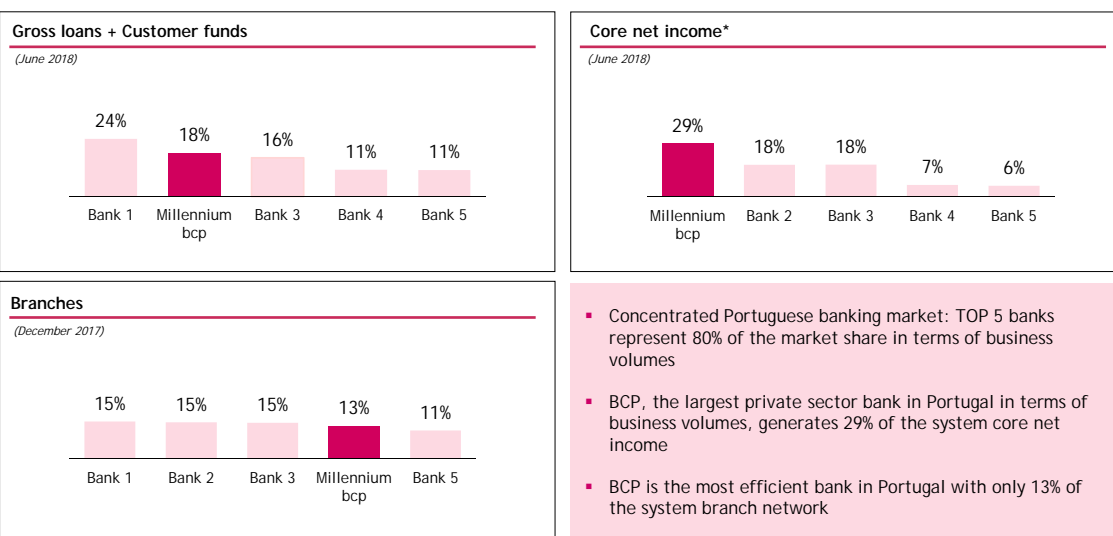 Gross loans + Customer funds
(June 2018)
24%
18%
16%
11%
11%
Bank 1
Millennium
bcp
Bank 3
Bank 4
Bank 5
Core net income*
(June 2018)
29%
18%
18%
7%
6%
Millennium
bcp
Bank 2
Bank 3
Bank 4
Bank 5
Branches
(December 2017)
15%
15%
15%
13%
11%
Bank 1
Bank 2
Bank 3
Millennium
bcp
Bank 5
▪ Concentrated Portuguese banking market: TOP 5 banks
represent 80% of the market share in terms of business
volumes
▪ BCP, the largest private sector bank in Portugal in terms of
business volumes, generates 29% of the system core net
income
▪ BCP is the most efficient bank in Portugal with only 13% of
the system branch network